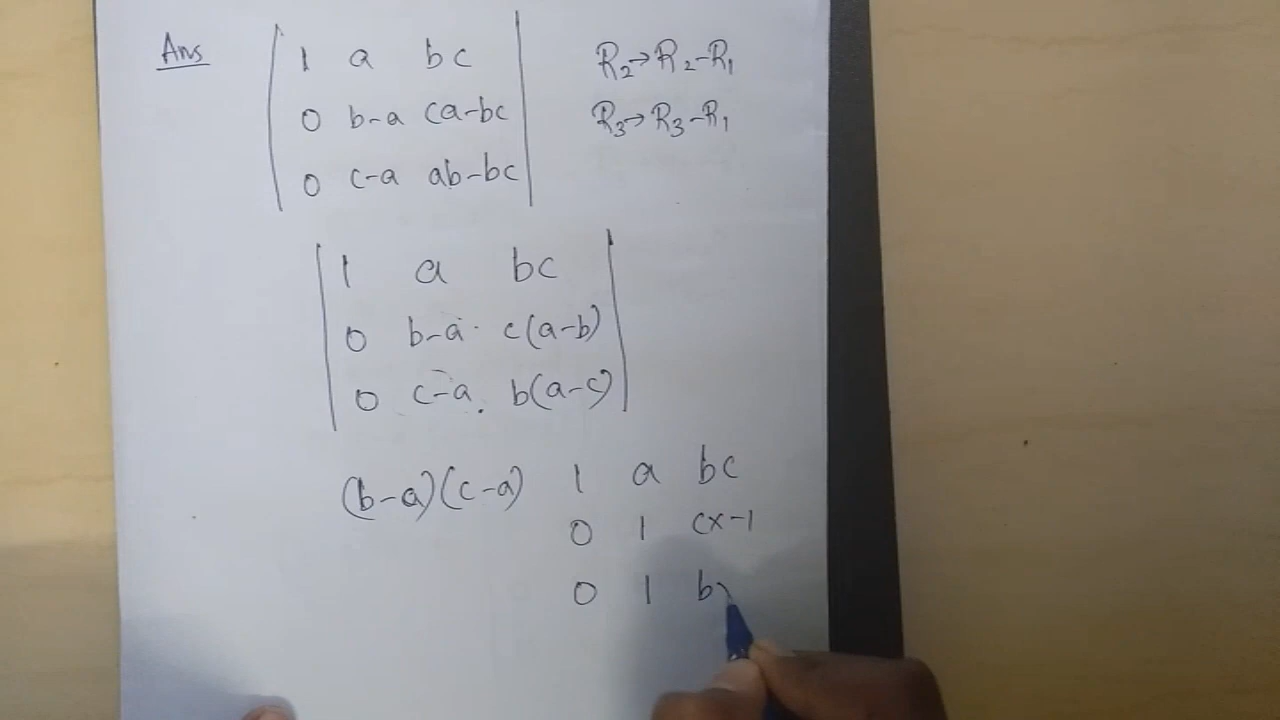 Ans 1 a bc R₂→R₂-R₁
0 b-a ca-bc R₃→R₃-R₁
0 c-a ab-bc
1 a bc
0 b-a c(a-b)
0 c-a b(a-c)
(b-a)(c-a) 1 a bc
0 1 cx-1
0 1 b